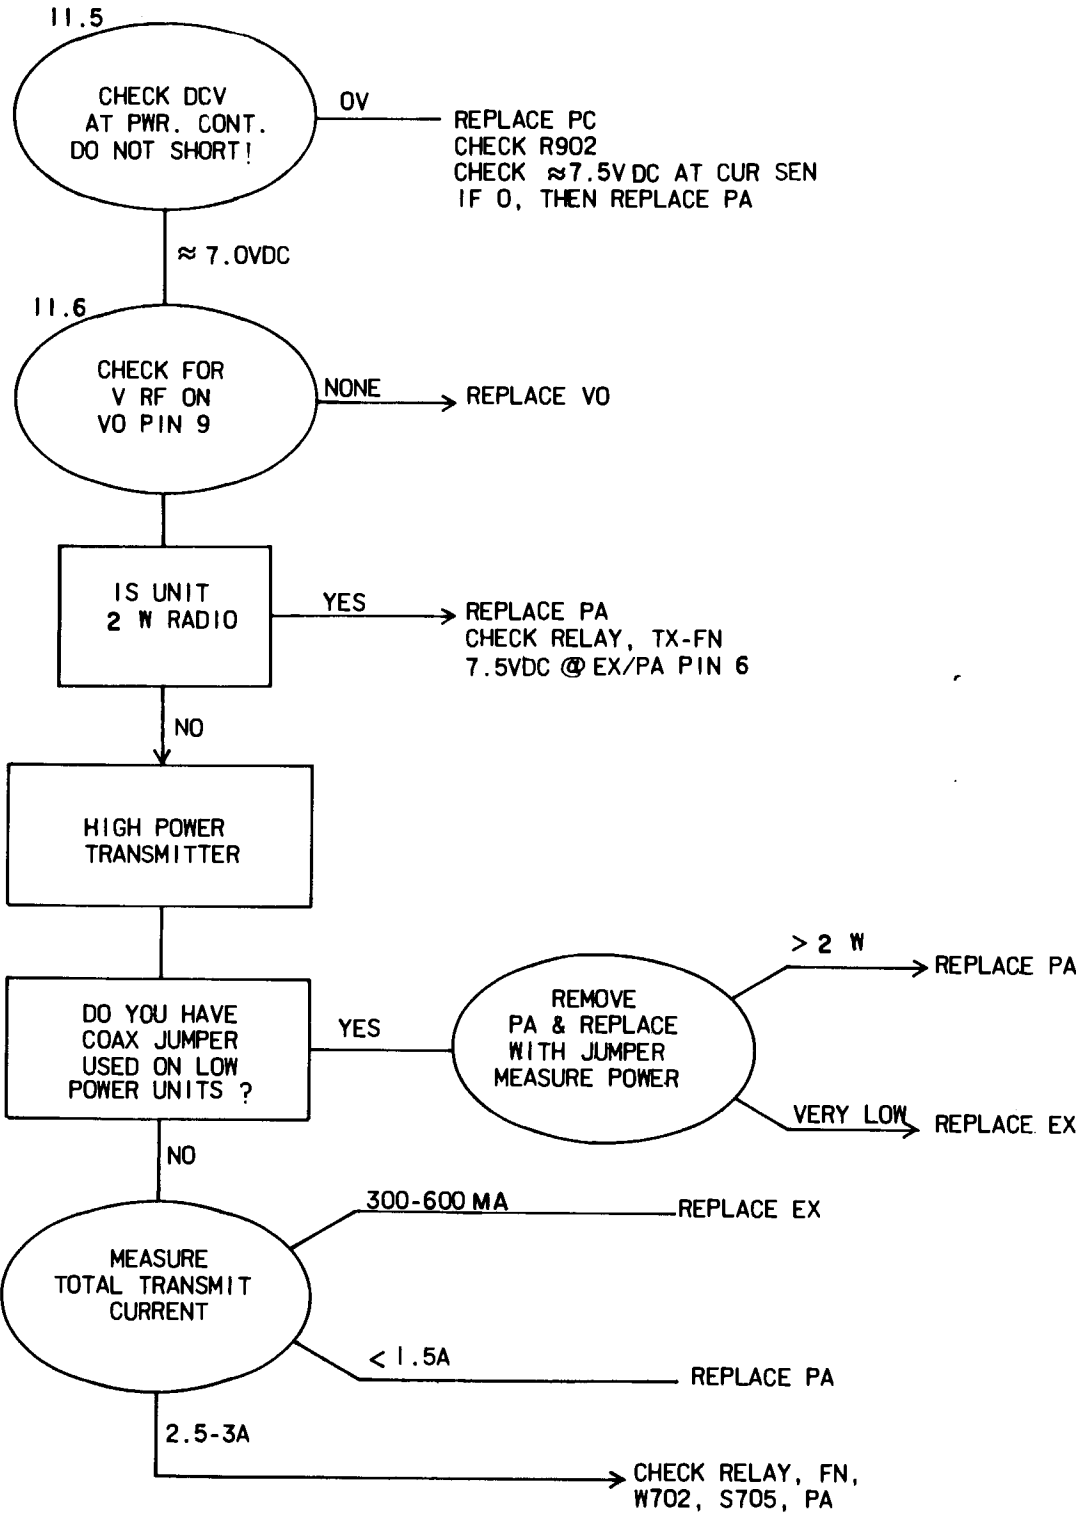 11.5
CHECK DCV
AT PWR. CONT.
DO NOT SHORT!
0V
REPLACE PC
CHECK R902
CHECK ≈7.5VDC AT CUR SEN
IF 0, THEN REPLACE PA
≈ 7.0VDC
11.6
CHECK FOR
V RF ON
VO PIN 9
NONE
REPLACE VO
IS UNIT
2 W RADIO
YES
REPLACE PA
CHECK RELAY, TX-FN
7.5VDC @ EX/PA PIN 6
NO
HIGH POWER
TRANSMITTER
DO YOU HAVE
COAX JUMPER
USED ON LOW
POWER UNITS ?
YES
REMOVE
PA & REPLACE
WITH JUMPER
MEASURE POWER
> 2 W
REPLACE PA
VERY LOW
REPLACE EX
NO
MEASURE
TOTAL TRANSMIT
CURRENT
300-600 MA
REPLACE EX
< 1.5A
REPLACE PA
2.5-3A
CHECK RELAY, FN,
W702, S705, PA